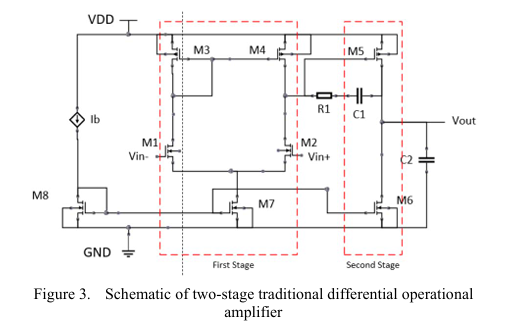 VDD
M3
M4
M5
R1
C1
Ib
Vout
M1
M2
Vin-
Vin+
C2
M8
M7
M6
GND
First Stage
Second Stage
Figure 3. Schematic of two-stage traditional differential operational
amplifier